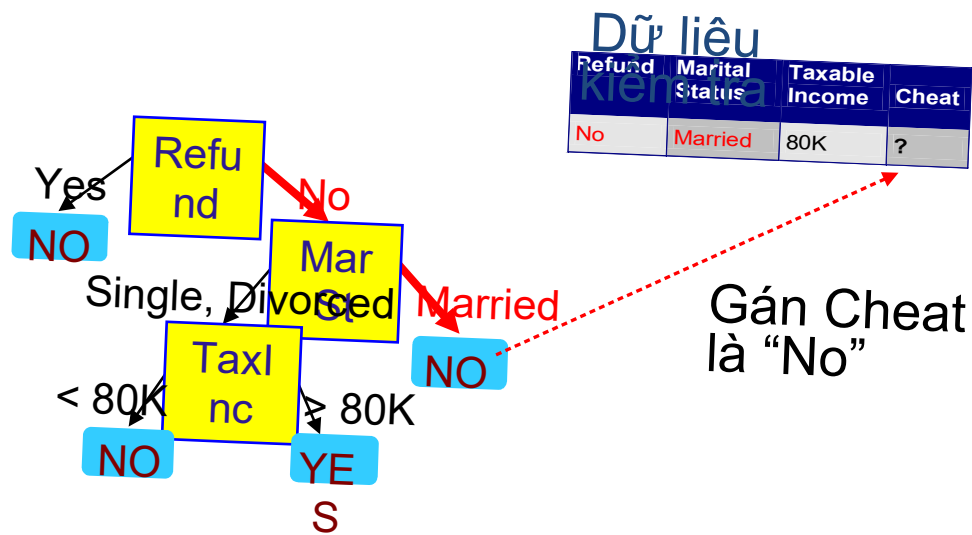 Dữ liệu
kiểm tra
Refund Marital Status Taxable Income Cheat
No Married 80K ?
Refu
nd
Yes
No
NO
Mar
St
Single, Divorced
Married
NO
TaxI
nc
< 80K
> 80K
NO
YE
S
Gán Cheat
là “No”